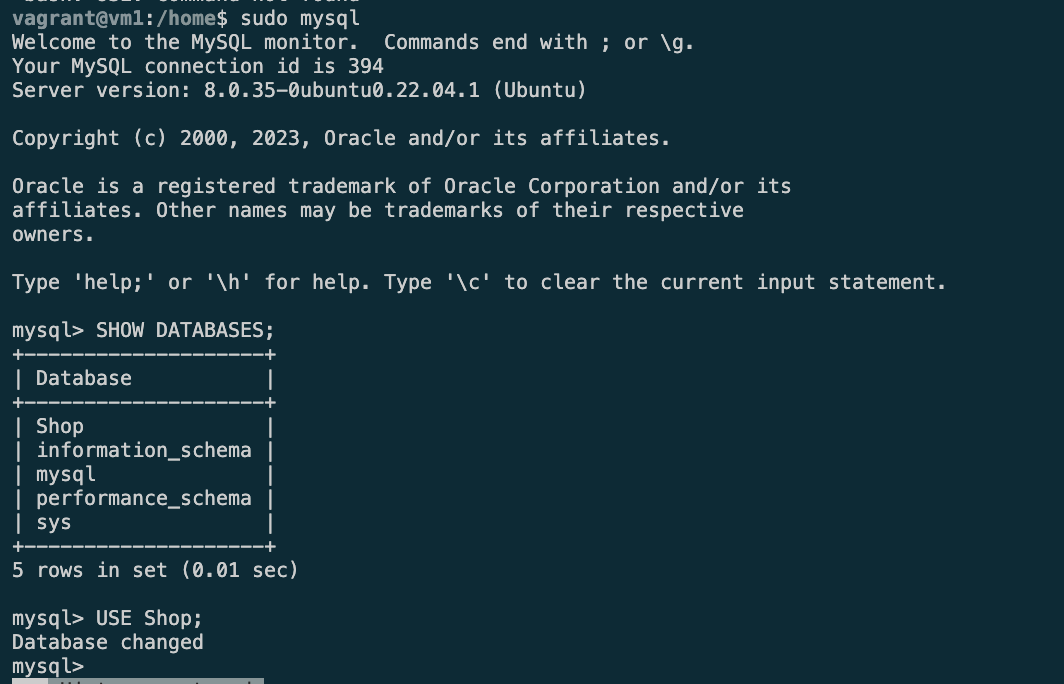 vagrant@vm1:/home$ sudo mysql
Welcome to the MySQL monitor.  Commands end with ; or \g.
Your MySQL connection id is 394
Server version: 8.0.35-0ubuntu0.22.04.1 (Ubuntu)
Copyright (c) 2000, 2023, Oracle and/or its affiliates.
Oracle is a registered trademark of Oracle Corporation and/or its
affiliates. Other names may be trademarks of their respective
owners.
Type 'help;' or '\h' for help. Type '\c' to clear the current input statement.
mysql> SHOW DATABASES;
+--------------------+
| Database           |
+--------------------+
| Shop               |
| information_schema |
| mysql              |
| performance_schema |
| sys                |
+--------------------+
5 rows in set (0.01 sec)
mysql> USE Shop;
Database changed
mysql>